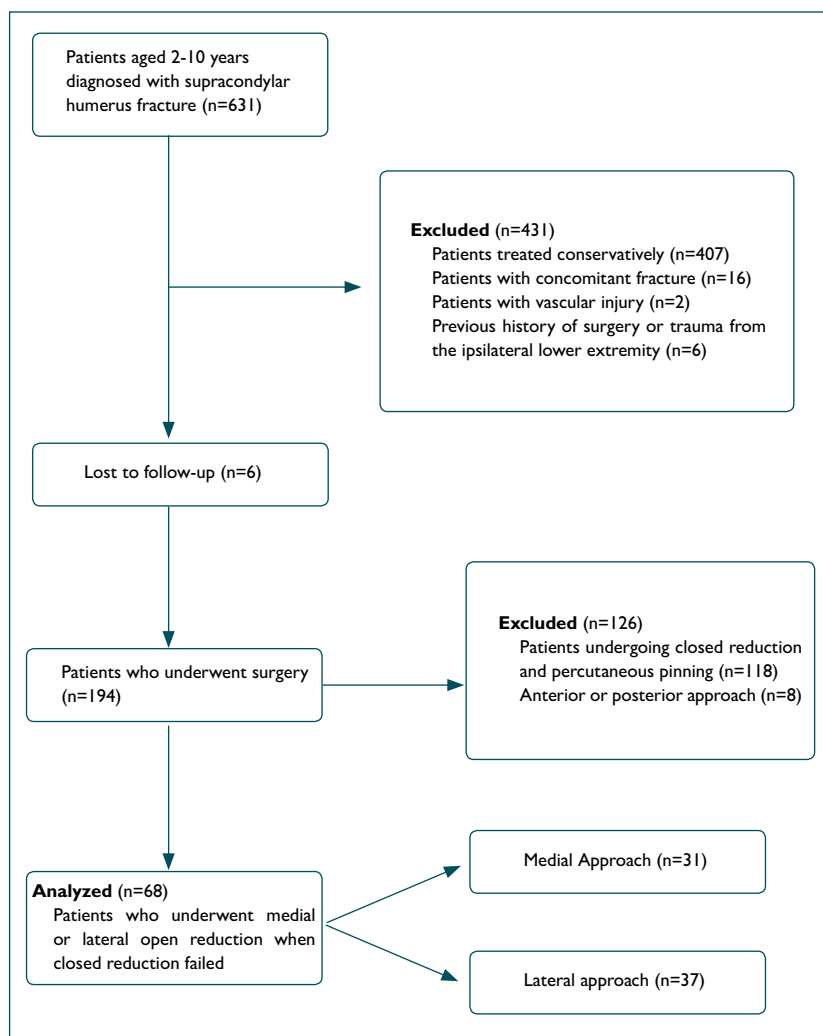 Patients aged 2-10 years
diagnosed with supracondylar
humerus fracture (n=631)
Excluded (n=431)
Patients treated conservatively (n=407)
Patients with concomitant fracture (n=16)
Patients with vascular injury (n=2)
Previous history of surgery or trauma from
the ipsilateral lower extremity (n=6)
Lost to follow-up (n=6)
Excluded (n=126)
Patients undergoing closed reduction
and percutaneous pinning (n=118)
Anterior or posterior approach (n=8)
Patients who underwent surgery
(n=194)
Medial Approach (n=31)
Analyzed (n=68)
Patients who underwent medial
or lateral open reduction when
closed reduction failed
Lateral approach (n=37)